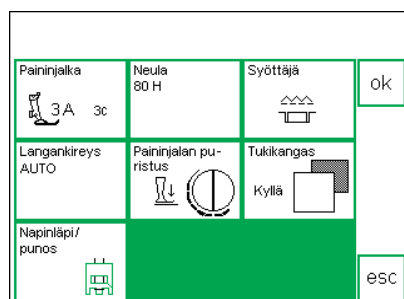 Paininjalka
3A 3c
Neula
80 H
Syöttäjä
ok
Langankireys
AUTO
Paininjalan pu-
ristus
Tukikangas
Kyllä
Napinläpi/
punos
esc